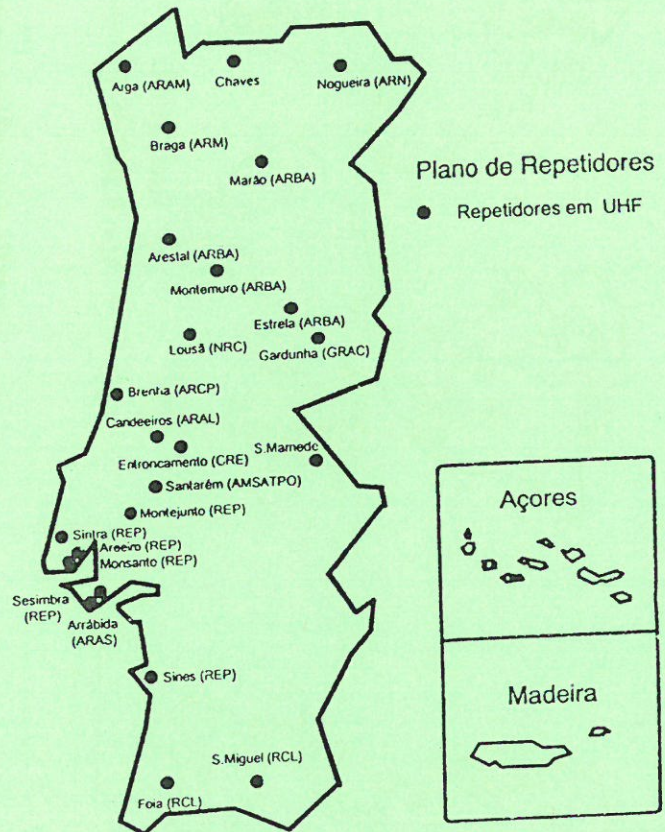 Arga (ARAM)
Chaves
Nogueira (ARN)
Braga (ARM)
Marão (ARBA)
Plano de Repetidores
Repetidores em UHF
Arestal (ARBA)
Montemuro (ARBA)
Estrela (ARBA)
Lousã (NRC)
Gardunha (GRAC)
Brenha (ARCP)
Candeeiros (ARAL)
Entroncamento (CRE)
S.Mamede
Santarém (AMSATPO)
Montejunto (REP)
Sintra (REP)
Areeiro (REP)
Monsanto (REP)
Sesimbra
(REP)
Arrábida
(ARAS)
Sines (REP)
S.Miguel (RCL)
Foia (RCL)
Açores
Madeira